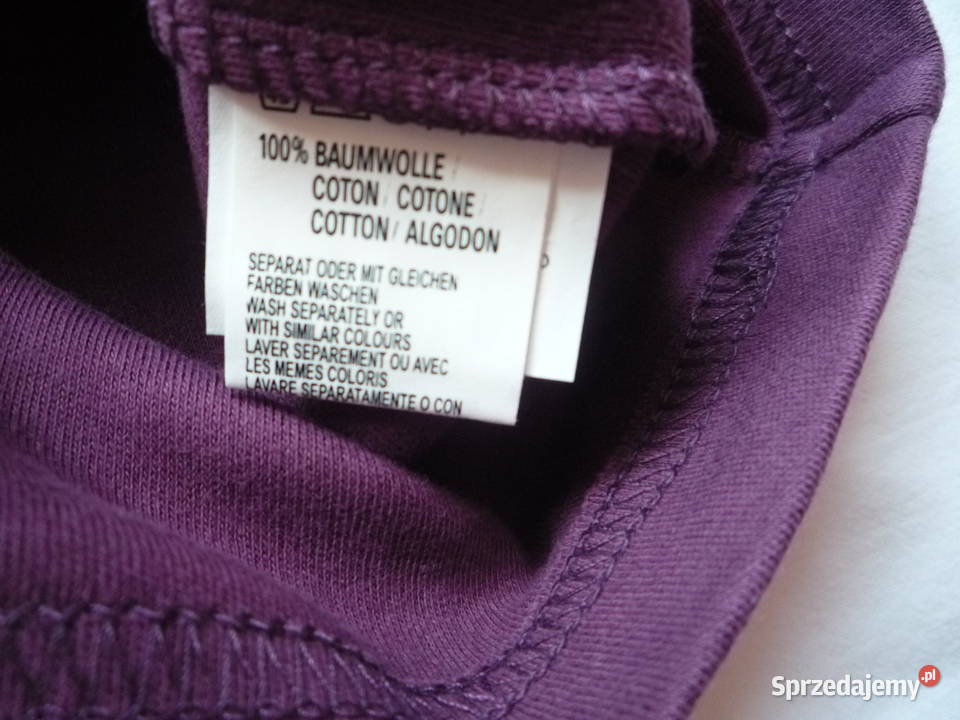 100% BAUMWOLLE /
COTON / COTONE /
COTTON / ALGODON
SEPARAT ODER MIT GLEICHEN
FARBEN WASCHEN
WASH SEPARATELY OR
WITH SIMILAR COLOURS
LAVER SEPAREMENT OU AVEC
LES MEMES COLORIS
LAVARE SEPARATAMENTE O CON
Sprzedajemy.pl